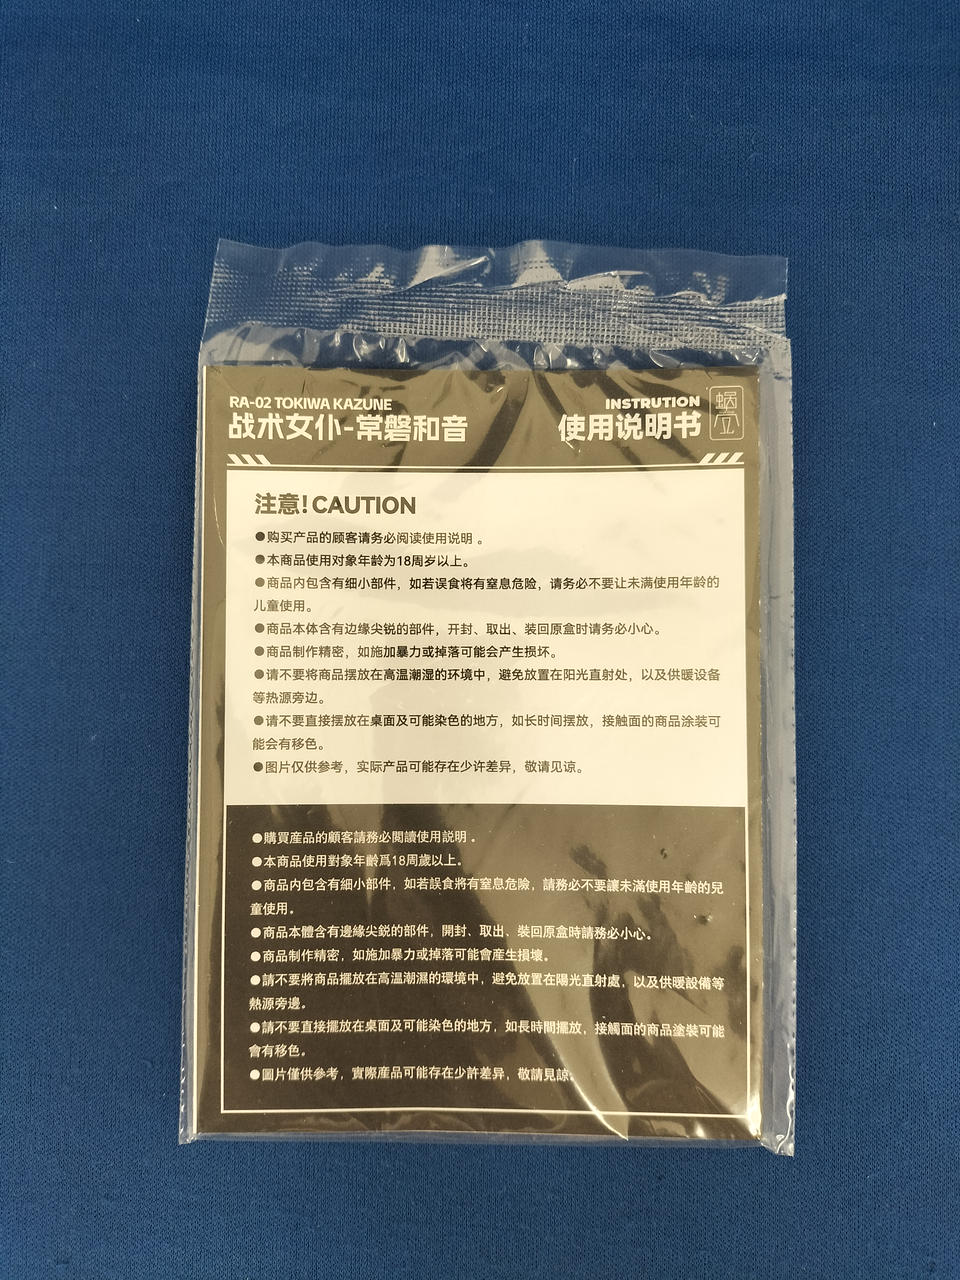 RA-02 TOKIWA KAZUNE
战术女仆-常磐和音
INSTRUTION
使用说明书
蜗之
注意!CAUTION
●购买产品的顾客请务必阅读使用说明 。
●本商品使用对象年龄为18周岁以上。
●商品内包含有细小部件，如若误食将有窒息危险，请务必不要让未满使用年龄的
儿童使用。
●商品本体含有边缘尖锐的部件，开封、取出、装回原盒时请务必小心。
●商品制作精密，如施加暴力或掉落可能会产生损坏。
●请不要将商品摆放在高温潮湿的环境中，避免放置在阳光直射处，以及供暖设备
等热源旁边。
●请不要直接摆放在桌面及可能染色的地方，如长时间摆放，接触面的商品涂装可
能会有移色。
●图片仅供参考，实际产品可能存在少许差异，敬请见谅。
●購買産品的顧客請務必閲讀使用説明 。
●本商品使用對象年齡爲18周歲以上。
●商品内包含有細小部件，如若誤食將有窒息危險，請務必不要讓未滿使用年齡的兒
童使用。
●商品本體含有邊緣尖鋭的部件，開封、取出、裝回原盒時請務必小心。
●商品制作精密，如施加暴力或掉落可能會産生損壞。
●請不要將商品擺放在高温潮濕的環境中，避免放置在陽光直射處，以及供暖設備等
熱源旁邊。
●請不要直接擺放在桌面及可能染色的地方，如長時間擺放，接觸面的商品塗裝可能
會有移色。
●圖片僅供參考，實際産品可能存在少許差异，敬請見諒。